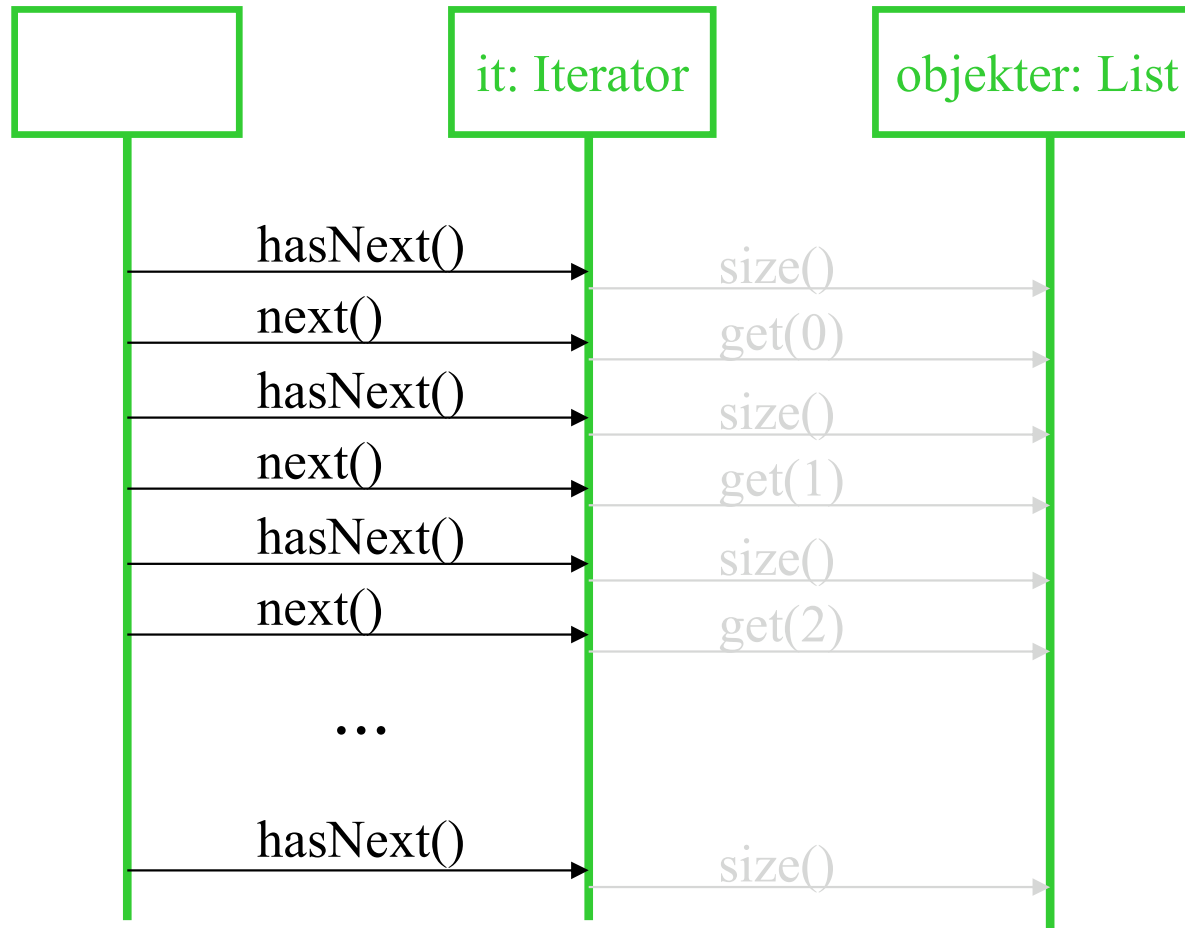 it: Iterator
objekter: List
hasNext()
size()
next()
get(0)
hasNext()
size()
next()
get(1)
hasNext()
size()
next()
get(2)
...
hasNext()
size()